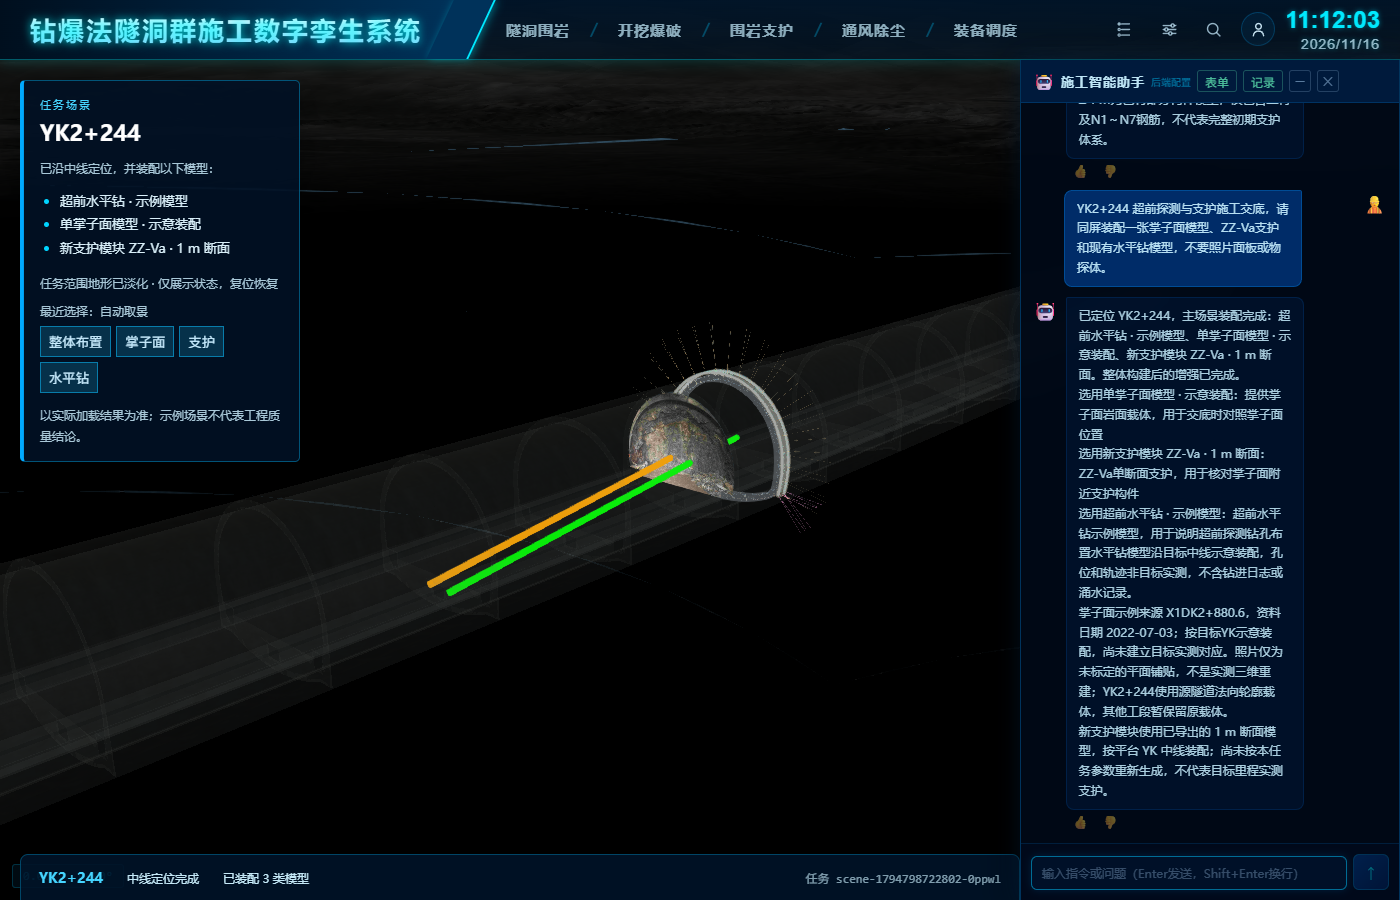 钻爆法隧洞群施工数字孪生系统
隧洞围岩 / 开挖爆破 / 围岩支护 / 通风除尘 / 装备调度
11:12:03
2026/11/16
任务场景
YK2+244
已沿中线定位，并装配以下模型：
超前水平钻 · 示例模型
单掌子面模型 · 示意装配
新支护模块 ZZ-Va · 1 m 断面
任务范围地形已淡化 · 仅展示状态，复位恢复
最近选择：自动取景
整体布置 掌子面 支护
水平钻
以实际加载结果为准；示例场景不代表工程质
量结论。
施工智能助手 后端配置 表单 记录
及N1～N7钢筋，不代表完整初期支护
体系。
YK2+244 超前探测与支护施工交底，请
同屏装配一张掌子面模型、ZZ-Va支护
和现有水平钻模型，不要照片面板或物
探体。
已定位 YK2+244，主场景装配完成：超
前水平钻 · 示例模型、单掌子面模型 · 示
意装配、新支护模块 ZZ-Va · 1 m 断
面。整体构建后的增强已完成。
选用单掌子面模型 · 示意装配：提供掌
子面岩面载体，用于交底时对照掌子面
位置
选用新支护模块 ZZ-Va · 1 m 断面：
ZZ-Va单断面支护，用于核对掌子面附
近支护构件
选用超前水平钻 · 示例模型：超前水平
钻示例模型，用于说明超前探测钻孔布
置水平钻模型沿目标中线示意装配，孔
位和轨迹非目标实测，不含钻进日志或
涌水记录。
掌子面示例来源 X1DK2+880.6，资料
日期 2022-07-03；按目标YK示意装
配，尚未建立目标实测对应。照片仅为
未标定的平面铺贴，不是实测三维重
建；YK2+244使用源隧道法向轮廓载
体，其他工段暂保留原载体。
新支护模块使用已导出的 1 m 断面模
型，按平台 YK 中线装配；尚未按本任
务参数重新生成，不代表目标里程实测
支护。
输入指令或问题（Enter发送，Shift+Enter换行）
YK2+244 中线定位完成 已装配 3 类模型 任务 scene-1794798722802-0ppwl